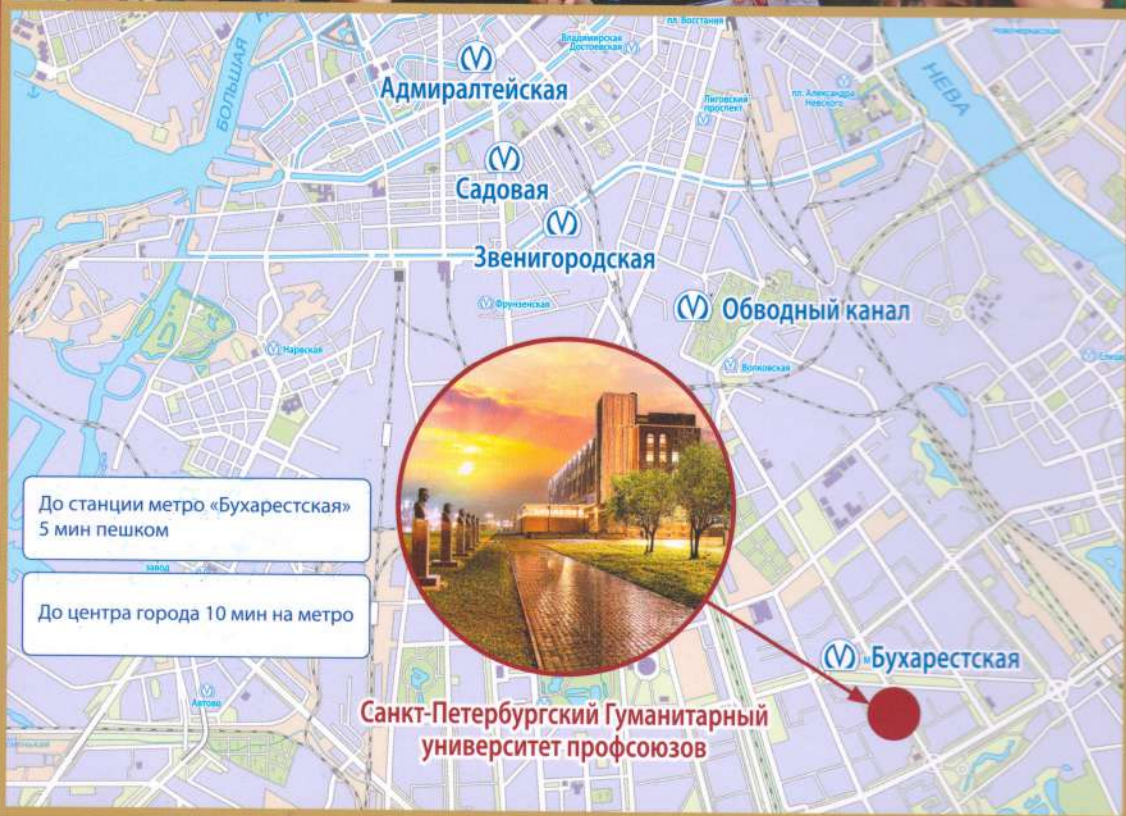 пл. Восстания
Владимирская
Достоевская
Новочеркасская
БОЛЬШАЯ
НЕВА
Адмиралтейская
Лиговский
проспект
пл. Александра
Невского
Садовая
Звенигородская
Фрунзенская
Обводный канал
Нарвская
Волковская
До станции метро «Бухарестская»
5 мин пешком
завод
До центра города 10 мин на метро
Бухарестская
Автово
Санкт-Петербургский Гуманитарный
университет профсоюзов